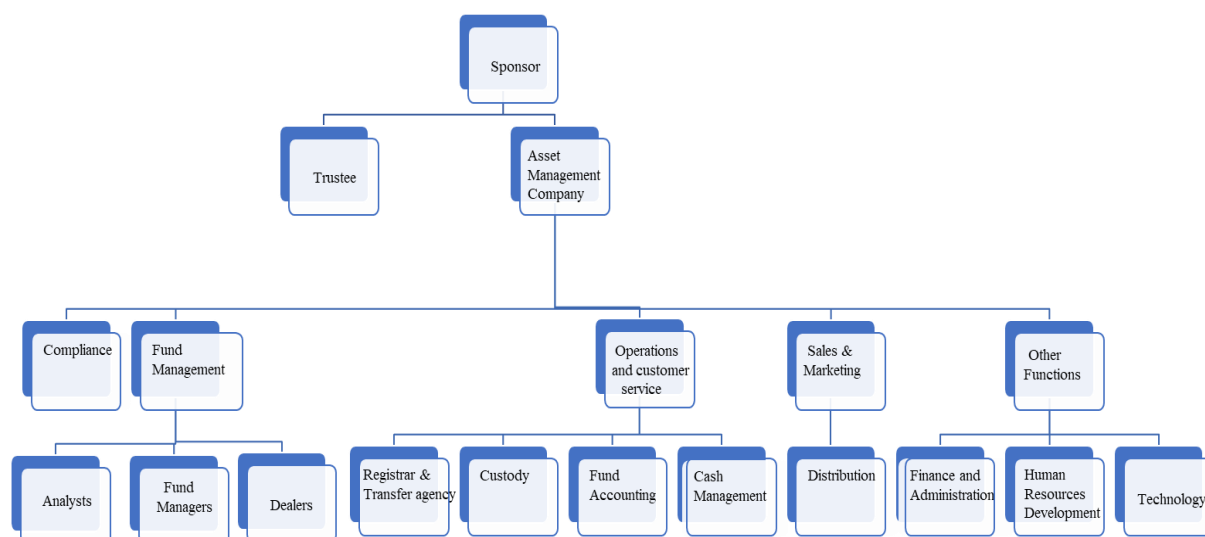 Sponsor
Trustee
Asset
Management
Company
Compliance
Fund
Management
Operations
and customer
service
Sales &
Marketing
Other
Functions
Analysts
Fund
Managers
Dealers
Registrar &
Transfer agency
Custody
Fund
Accounting
Cash
Management
Distribution
Finance and
Administration
Human
Resources
Development
Technology